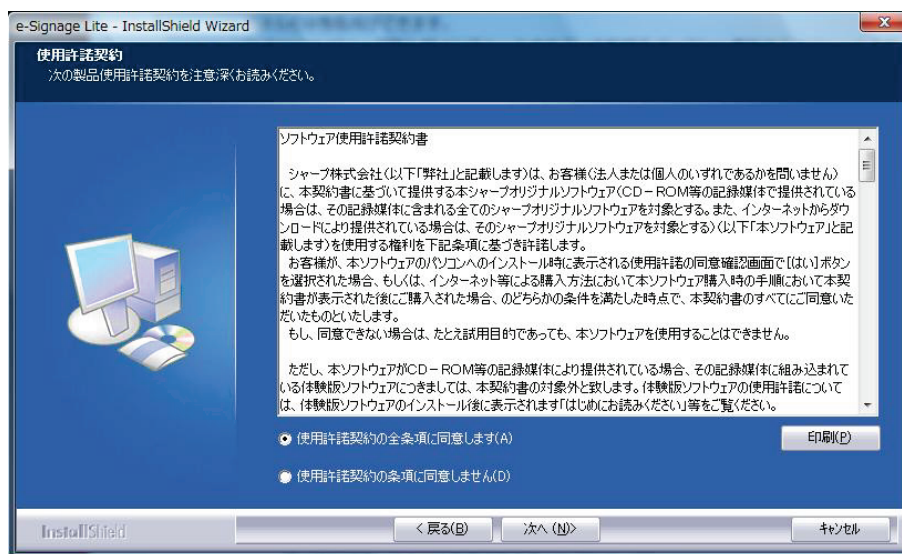 e-Signage Lite - InstallShield Wizard
使用許諾契約
次の製品使用許諾契約を注意深くお読みください。
ソフトウェア使用許諾契約書
シャープ株式会社(以下「弊社」と記載します)は、お客様(法人または個人のいずれであるかを問いません)
に、本契約書に基づいて提供する本シャープオリジナルソフトウェア(CD-ROM等の記録媒体で提供されている
場合は、その記録媒体に含まれる全てのシャープオリジナルソフトウェアを対象とする。また、インターネットからダウ
ンロードにより提供されている場合は、そのシャープオリジナルソフトウェアを対象とする)(以下「本ソフトウェア」と記
載します)を使用する権利を下記条項に基づき許諾します。
お客様が、本ソフトウェアのパソコンへのインストール時に表示される使用許諾の同意確認画面で[はい]ボタン
を選択された場合、もしくは、インターネット等による購入方法において本ソフトウェア購入時の手順において本契
約書が表示された後にご購入された場合、のどちらかの条件を満たした時点で、本契約書のすべてにご同意いた
だいたものといたします。
もし、同意できない場合は、たとえ試用目的であっても、本ソフトウェアを使用することはできません。
ただし、本ソフトウェアがCD-ROM等の記録媒体により提供されている場合、その記録媒体に組み込まれて
いる体験版ソフトウェアにつきましては、本契約書の対象外と致します。体験版ソフトウェアの使用許諾について
は、体験版ソフトウェアのインストール後に表示されます「はじめにお読みください」等をご覧ください。
使用許諾契約の全条項に同意します(A)
印刷(P)
使用許諾契約の条項に同意しません(D)
InstallShield
< 戻る(B)
次へ(N)>
キャンセル